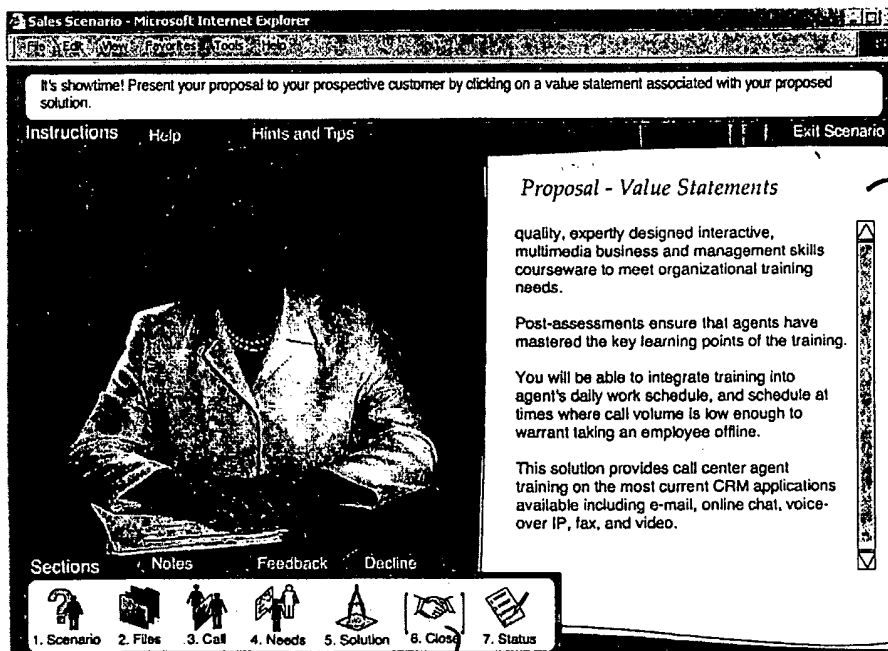 Sales Scenario - Microsoft Internet Explorer
File Edit View Favorites Tools Help
It's showtime! Present your proposal to your prospective customer by clicking on a value statement associated with your proposed
solution.
Instructions Help Hints and Tips Exit Scenario
Proposal - Value Statements
quality, expertly designed interactive,
multimedia business and management skills
courseware to meet organizational training
needs.
Post-assessments ensure that agents have
mastered the key learning points of the training.
You will be able to integrate training into
agent's daily work schedule, and schedule at
times where call volume is low enough to
warrant taking an employee offline.
This solution provides call center agent
training on the most current CRM applications
available including e-mail, online chat, voice-
over IP, fax, and video.
Sections Notes Feedback Decline
1. Scenario 2. Files 3. Call 4. Needs 5. Solution 6. Close 7. Status